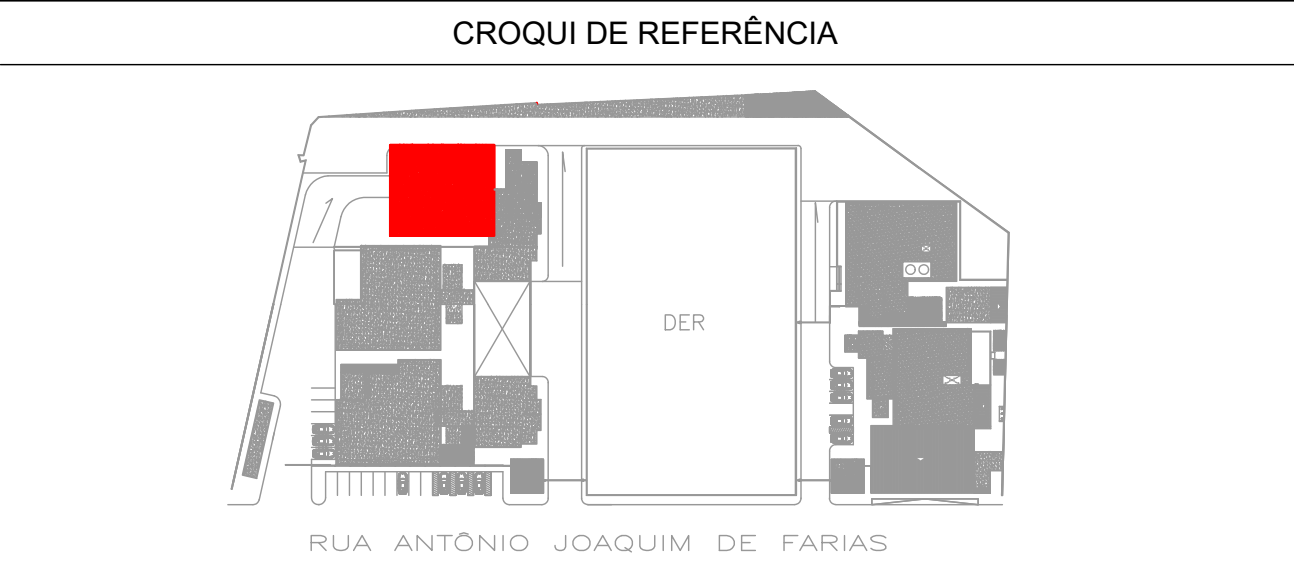 CROQUI DE REFERÊNCIA
DER
RUA ANTÔNIO JOAQUIM DE FARIAS